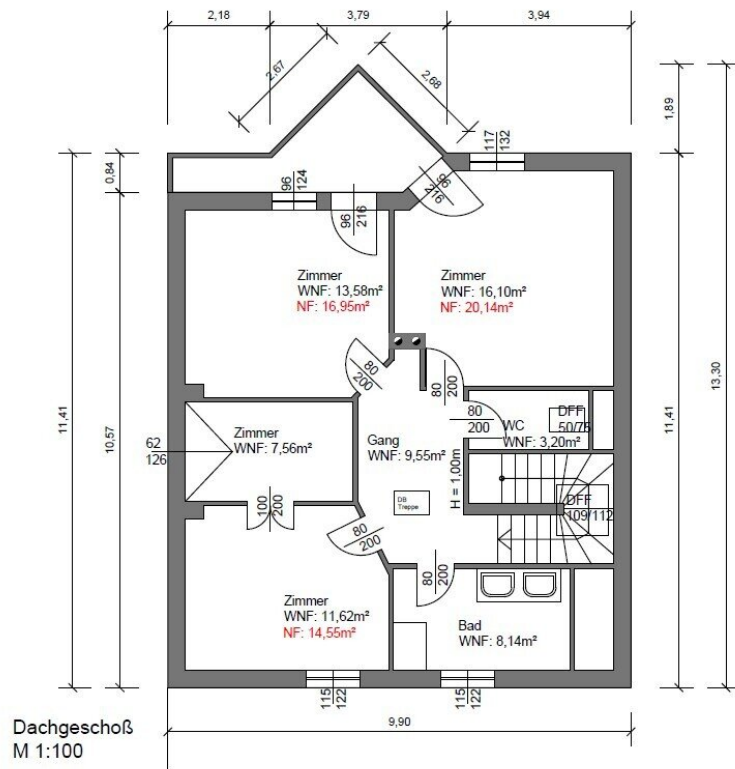 2,18
3,79
3,94
2,67
2,68
1,89
0,84
117
132
96
124
96
216
96
216
Zimmer
WNF: 13,58m²
NF: 16,95m²
Zimmer
WNF: 16,10m²
NF: 20,14m²
11,41
10,57
11,41
13,30
80
200
80
200
80
200
WC
WNF: 3,20m²
DFF
50/75
62
126
Zimmer
WNF: 7,56m²
Gang
WNF: 9,55m²
H = 1,00m
DB
Treppe
DFF
109/112
100
200
80
200
80
200
Zimmer
WNF: 11,62m²
NF: 14,55m²
Bad
WNF: 8,14m²
115
122
115
122
9,90
Dachgeschoß
M 1:100